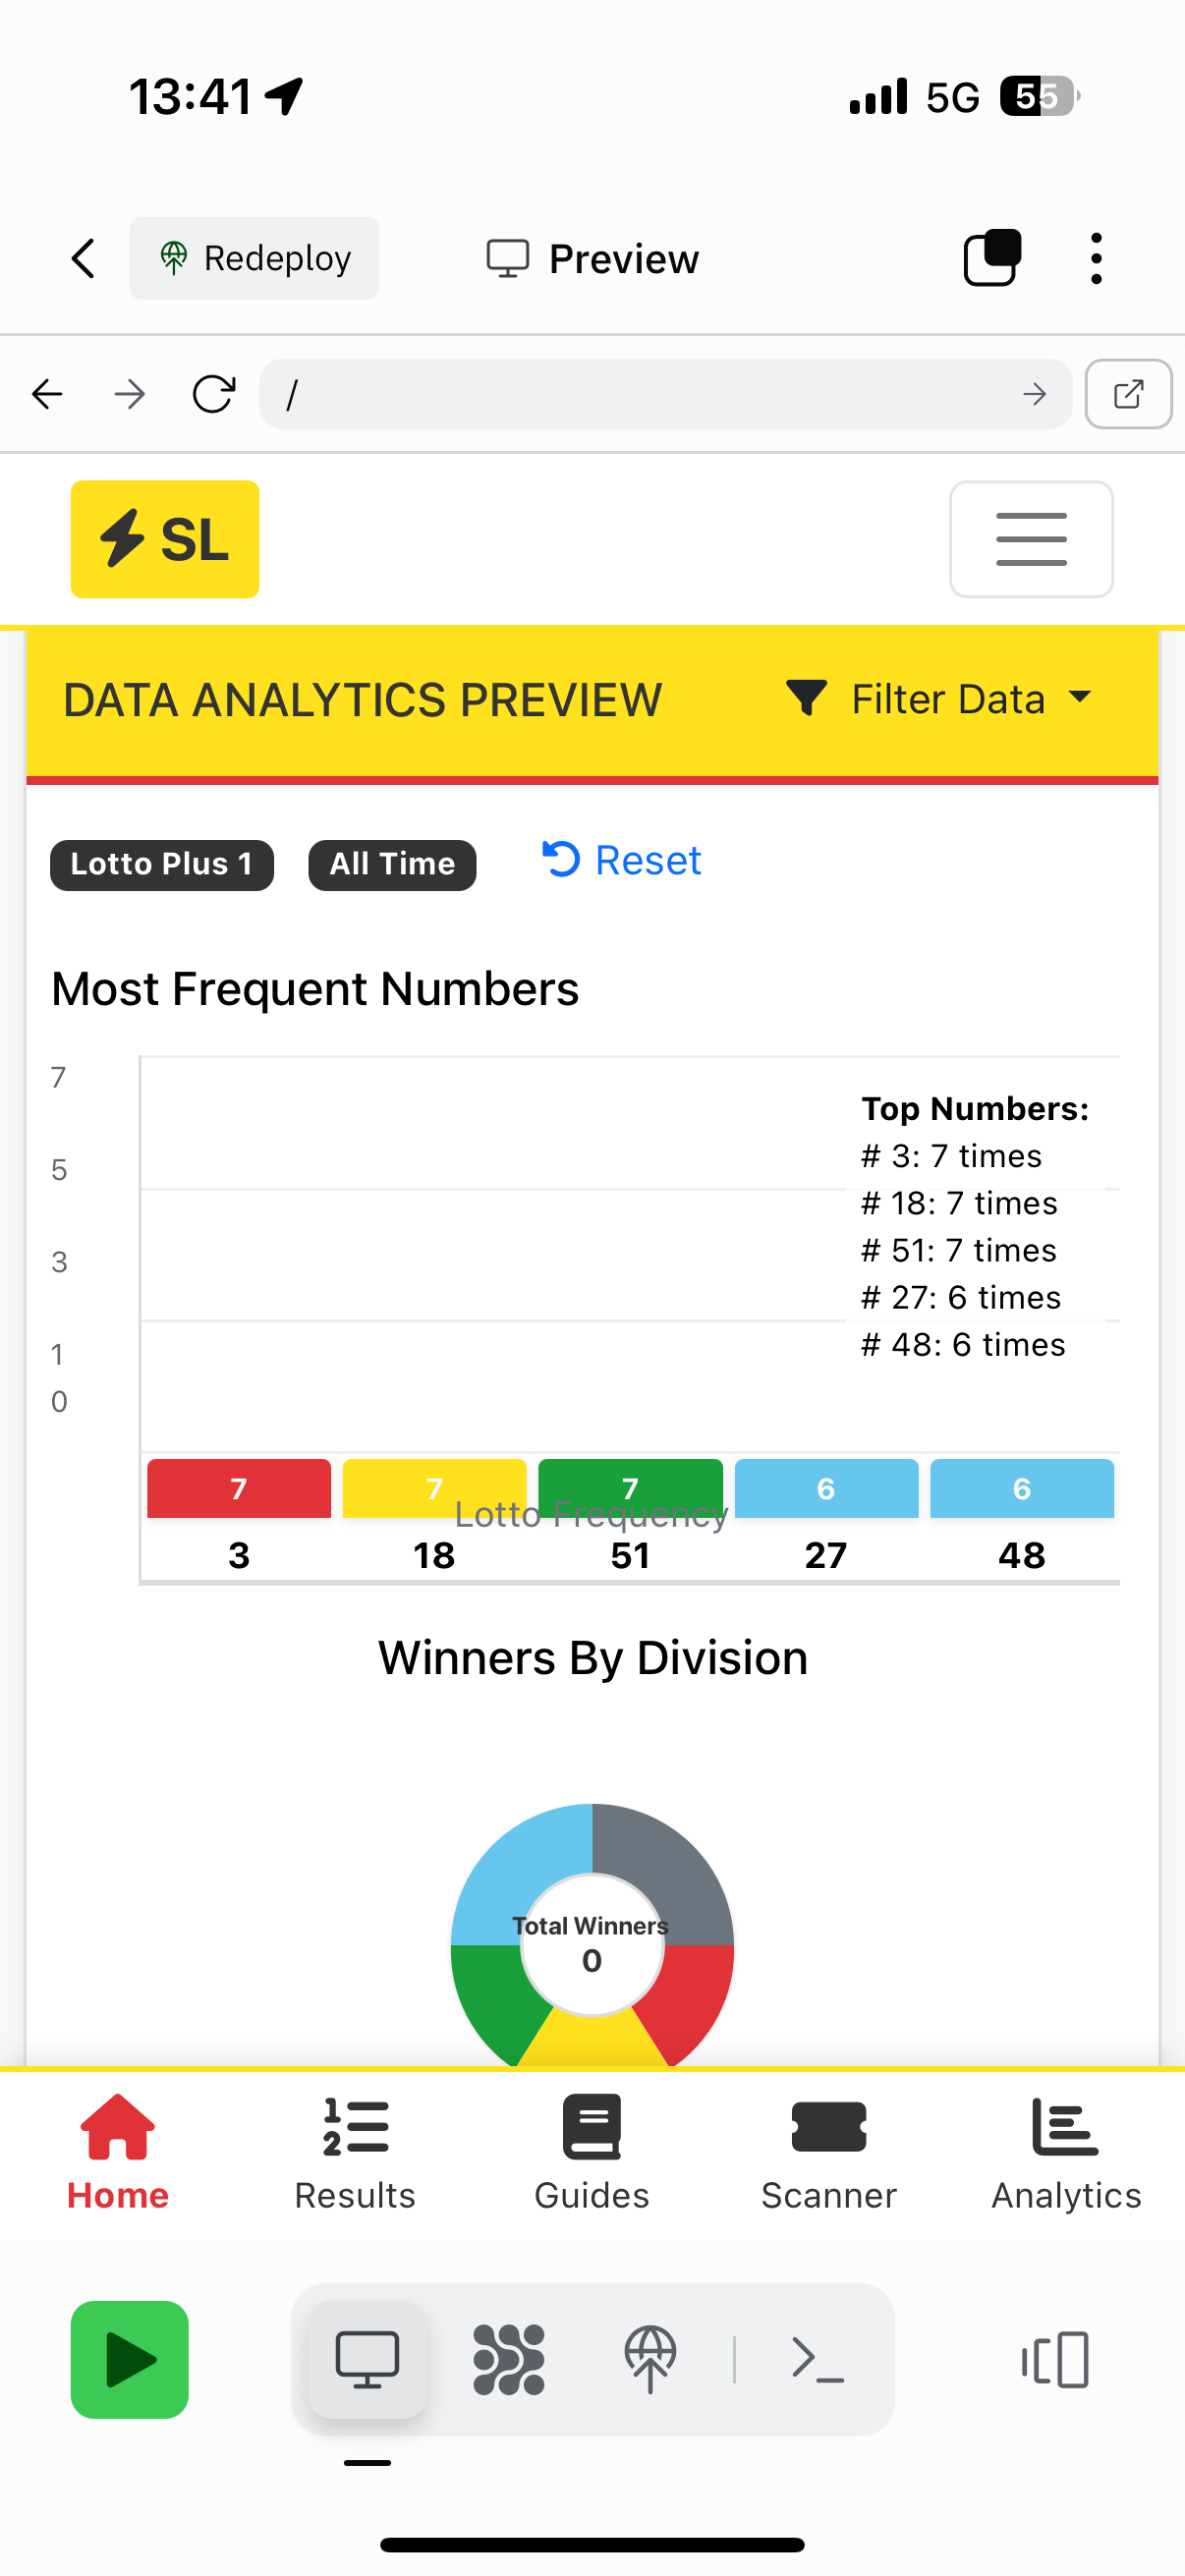 13:41
5G 55
Redeploy
Preview
/
SL
DATA ANALYTICS PREVIEW
Filter Data
Lotto Plus 1
All Time
Reset
Most Frequent Numbers
7
5
3
1
0
Top Numbers:
# 3: 7 times
# 18: 7 times
# 51: 7 times
# 27: 6 times
# 48: 6 times
7 7 7 6 6
Lotto Frequency
3 18 51 27 48
Winners By Division
Total Winners
0
Home
Results
Guides
Scanner
Analytics